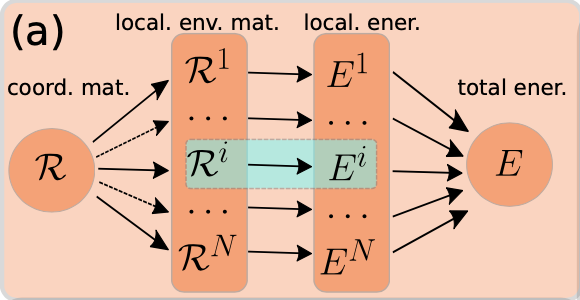 (a)
local. env. mat. local. ener.
coord. mat. total ener.
ℛ¹ E¹
... ...
ℛ ℛⁱ Eⁱ E
... ...
ℛᴺ Eᴺ